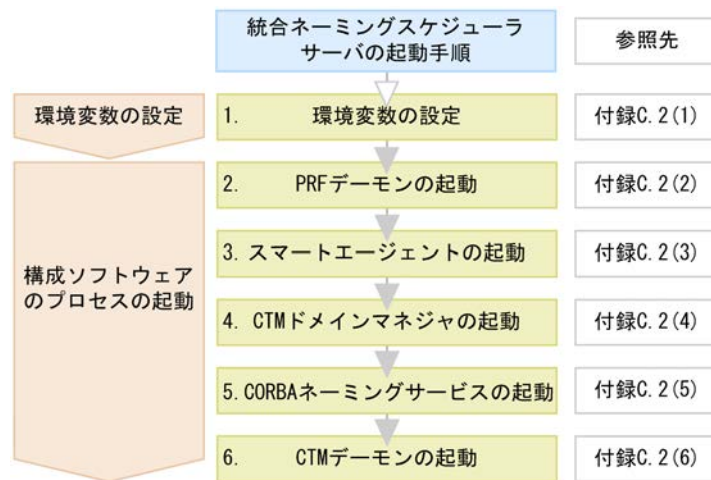 統合ネーミングスケジューラ
サーバの起動手順
参照先
環境変数の設定
1. 環境変数の設定
付録C.2(1)
構成ソフトウェア
のプロセスの起動
2. PRFデーモンの起動
付録C.2(2)
3. スマートエージェントの起動
付録C.2(3)
4. CTMドメインマネジャの起動
付録C.2(4)
5. CORBAネーミングサービスの起動
付録C.2(5)
6. CTMデーモンの起動
付録C.2(6)